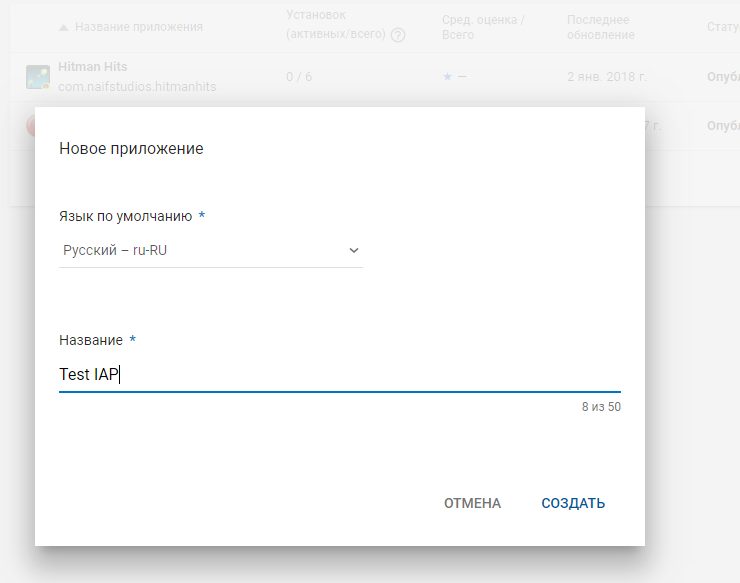 Название приложения
Установок
(активных/всего) ?
Сред. оценка /
Всего
Последнее
обновление
Стату
Hitman Hits
com.naifstudios.hitmanhits
0 / 6
★ —
2 янв. 2018 г.
Опубл
7 г.
Опубл
Новое приложение
Язык по умолчанию *
Русский – ru-RU
Название *
Test IAP
8 из 50
ОТМЕНА
СОЗДАТЬ